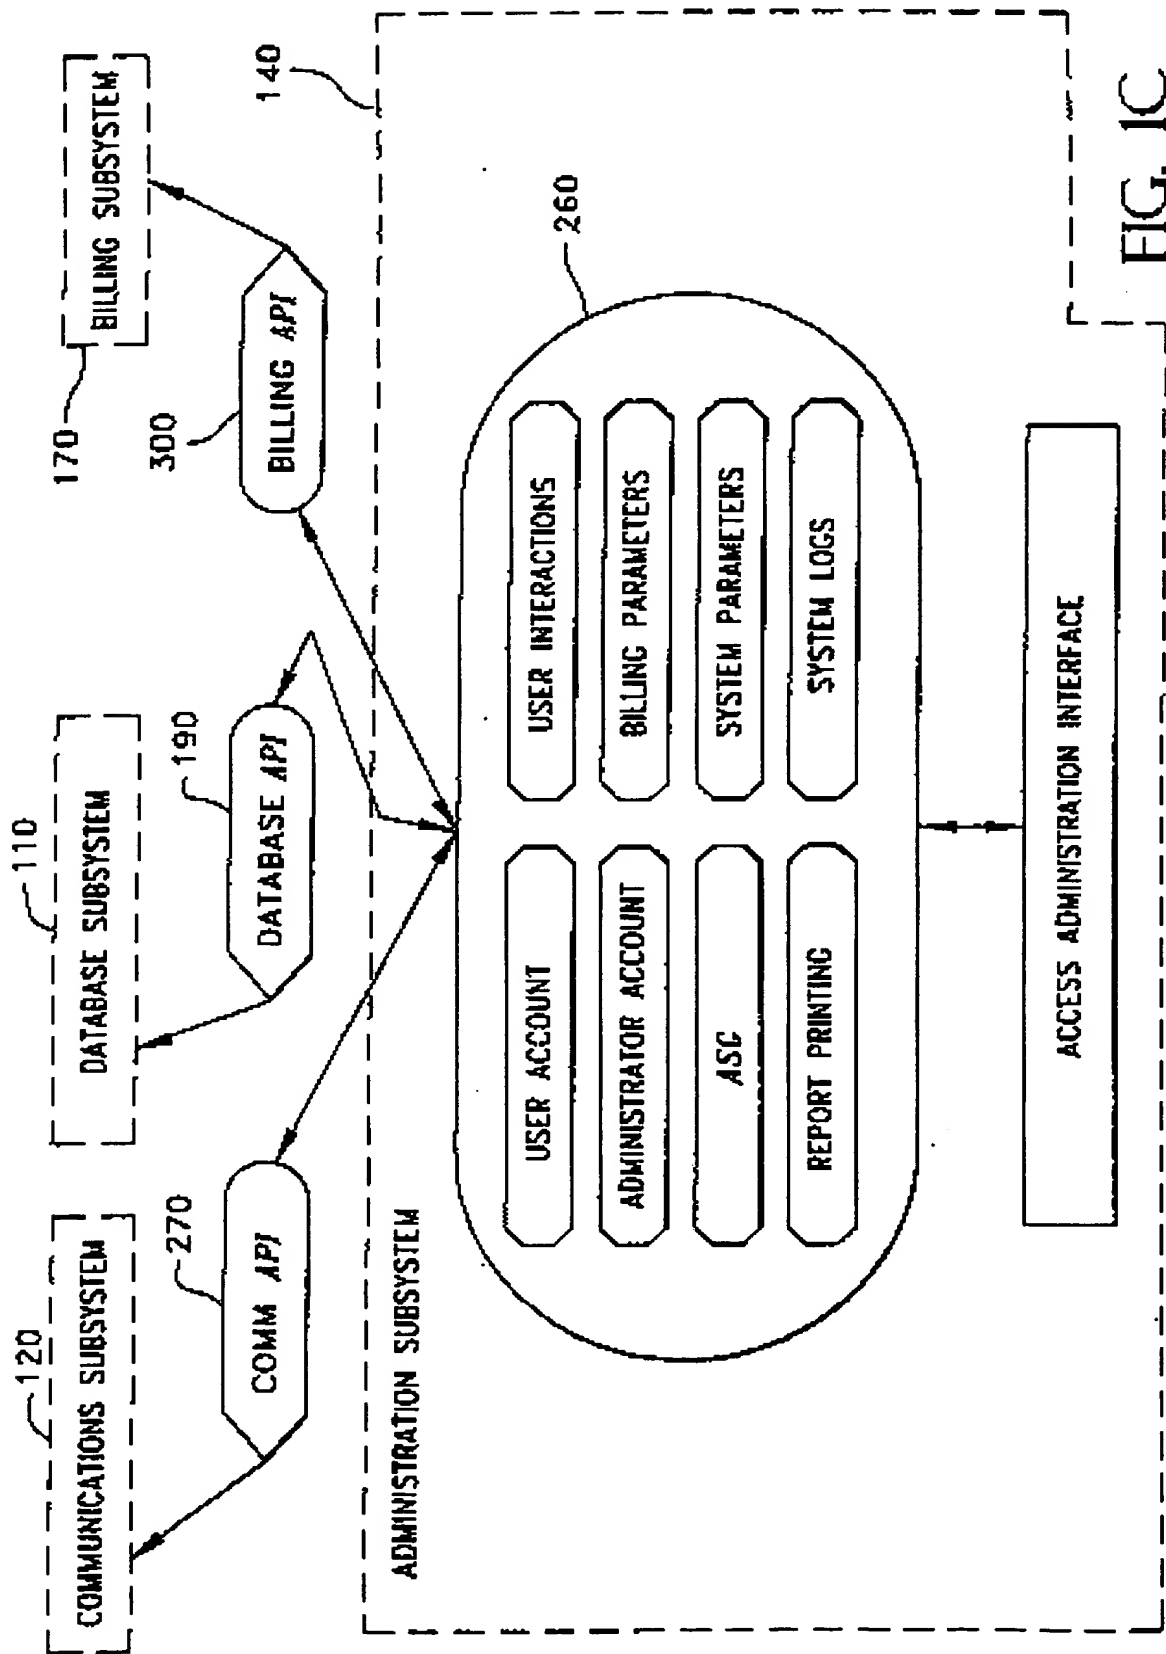 120
COMMUNICATIONS SUBSYSTEM
110
DATABASE SUBSYSTEM
170
BILLING SUBSYSTEM
270
COMM API
190
DATABASE API
300
BILLING API
140
ADMINISTRATION SUBSYSTEM
260
USER ACCOUNT
USER INTERACTIONS
ADMINISTRATOR ACCOUNT
BILLING PARAMETERS
ASG
SYSTEM PARAMETERS
REPORT PRINTING
SYSTEM LOGS
ACCESS ADMINISTRATION INTERFACE
FIG. 1C